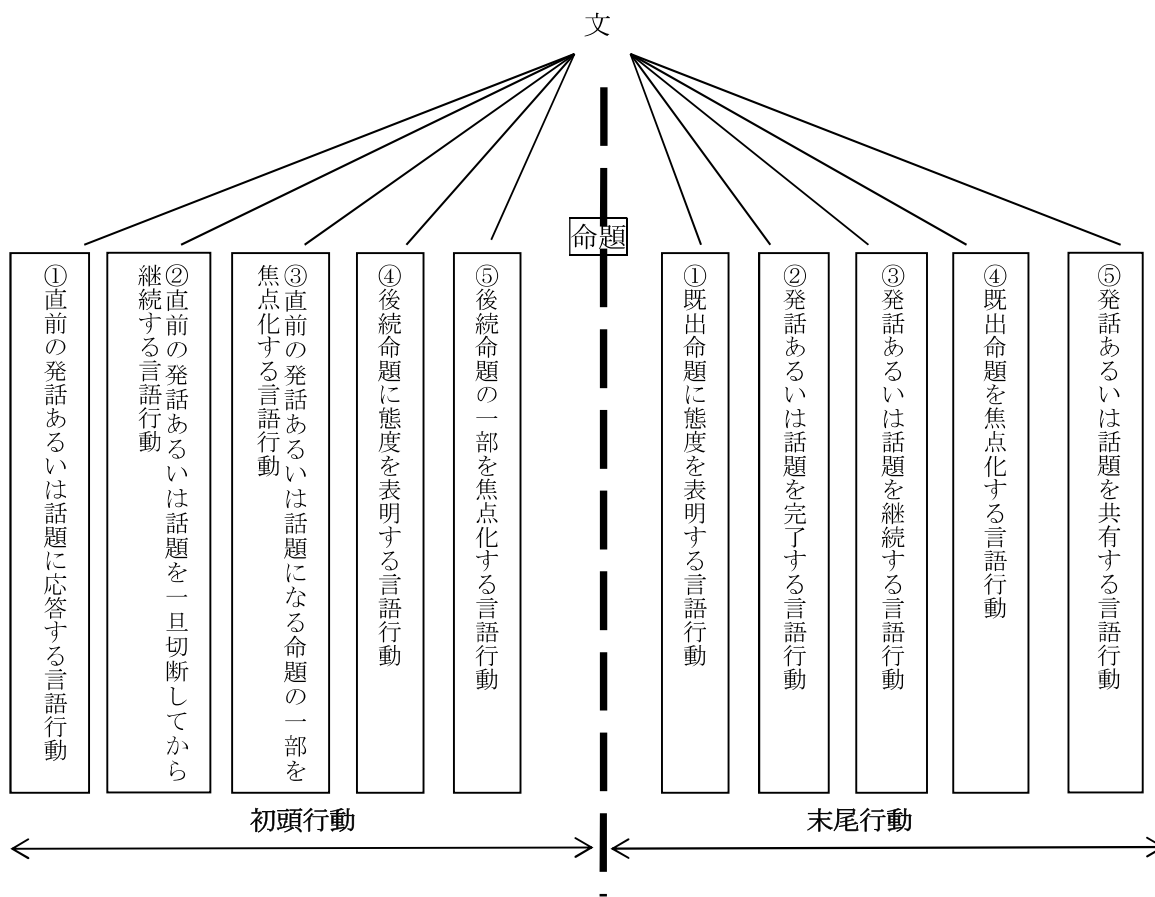 文
命題
①直前の発話あるいは話題に応答する言語行動
②直前の発話あるいは話題を一旦切断してから
継続する言語行動
③直前の発話あるいは話題になる命題の一部を
焦点化する言語行動
④後続命題に態度を表明する言語行動
⑤後続命題の一部を焦点化する言語行動
①既出命題に態度を表明する言語行動
②発話あるいは話題を完了する言語行動
③発話あるいは話題を継続する言語行動
④既出命題を焦点化する言語行動
⑤発話あるいは話題を共有する言語行動
初頭行動
末尾行動